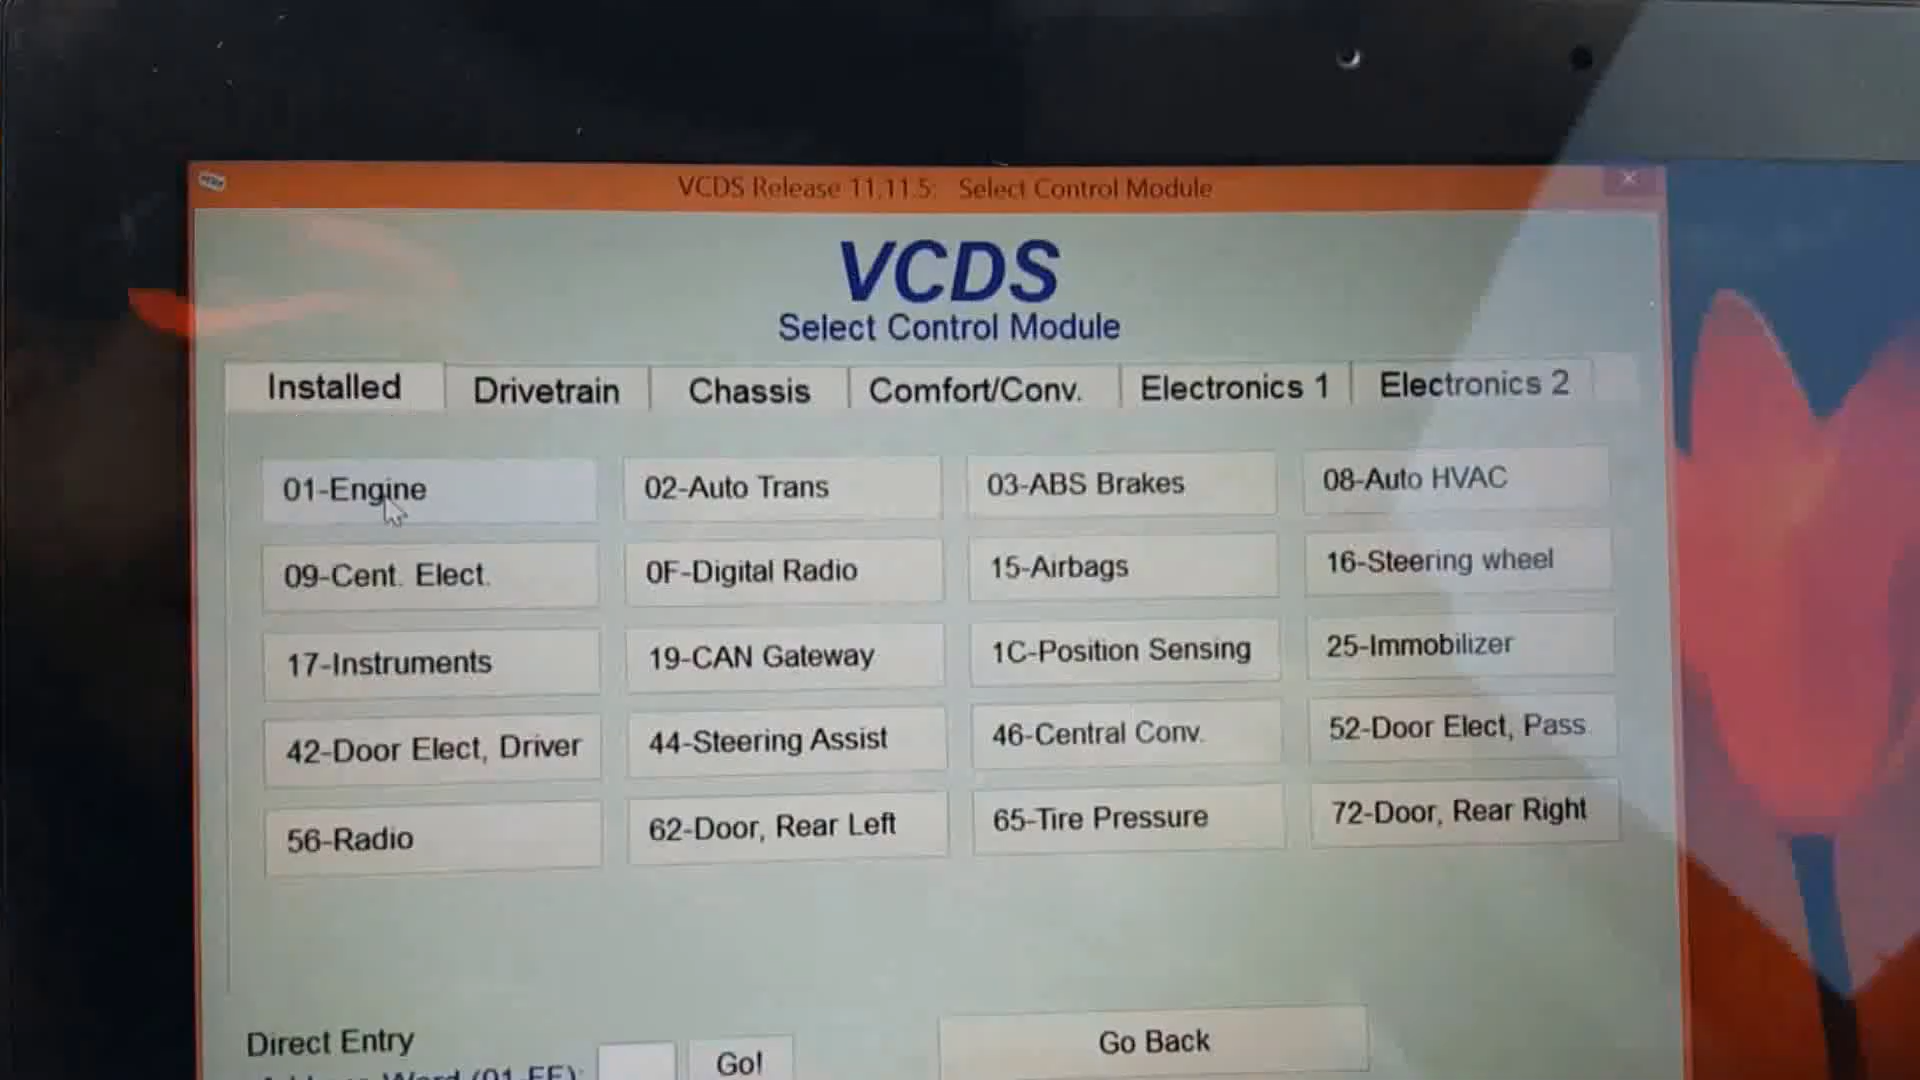 VCDS Release 11.11.5: Select Control Module
VCDS
Select Control Module
Installed Drivetrain Chassis Comfort/Conv. Electronics 1 Electronics 2
01-Engine 02-Auto Trans 03-ABS Brakes 08-Auto HVAC
09-Cent. Elect. 0F-Digital Radio 15-Airbags 16-Steering wheel
17-Instruments 19-CAN Gateway 1C-Position Sensing 25-Immobilizer
42-Door Elect, Driver 44-Steering Assist 46-Central Conv. 52-Door Elect, Pass.
56-Radio 62-Door, Rear Left 65-Tire Pressure 72-Door, Rear Right
Direct Entry Go Back
(01-FF): Go!